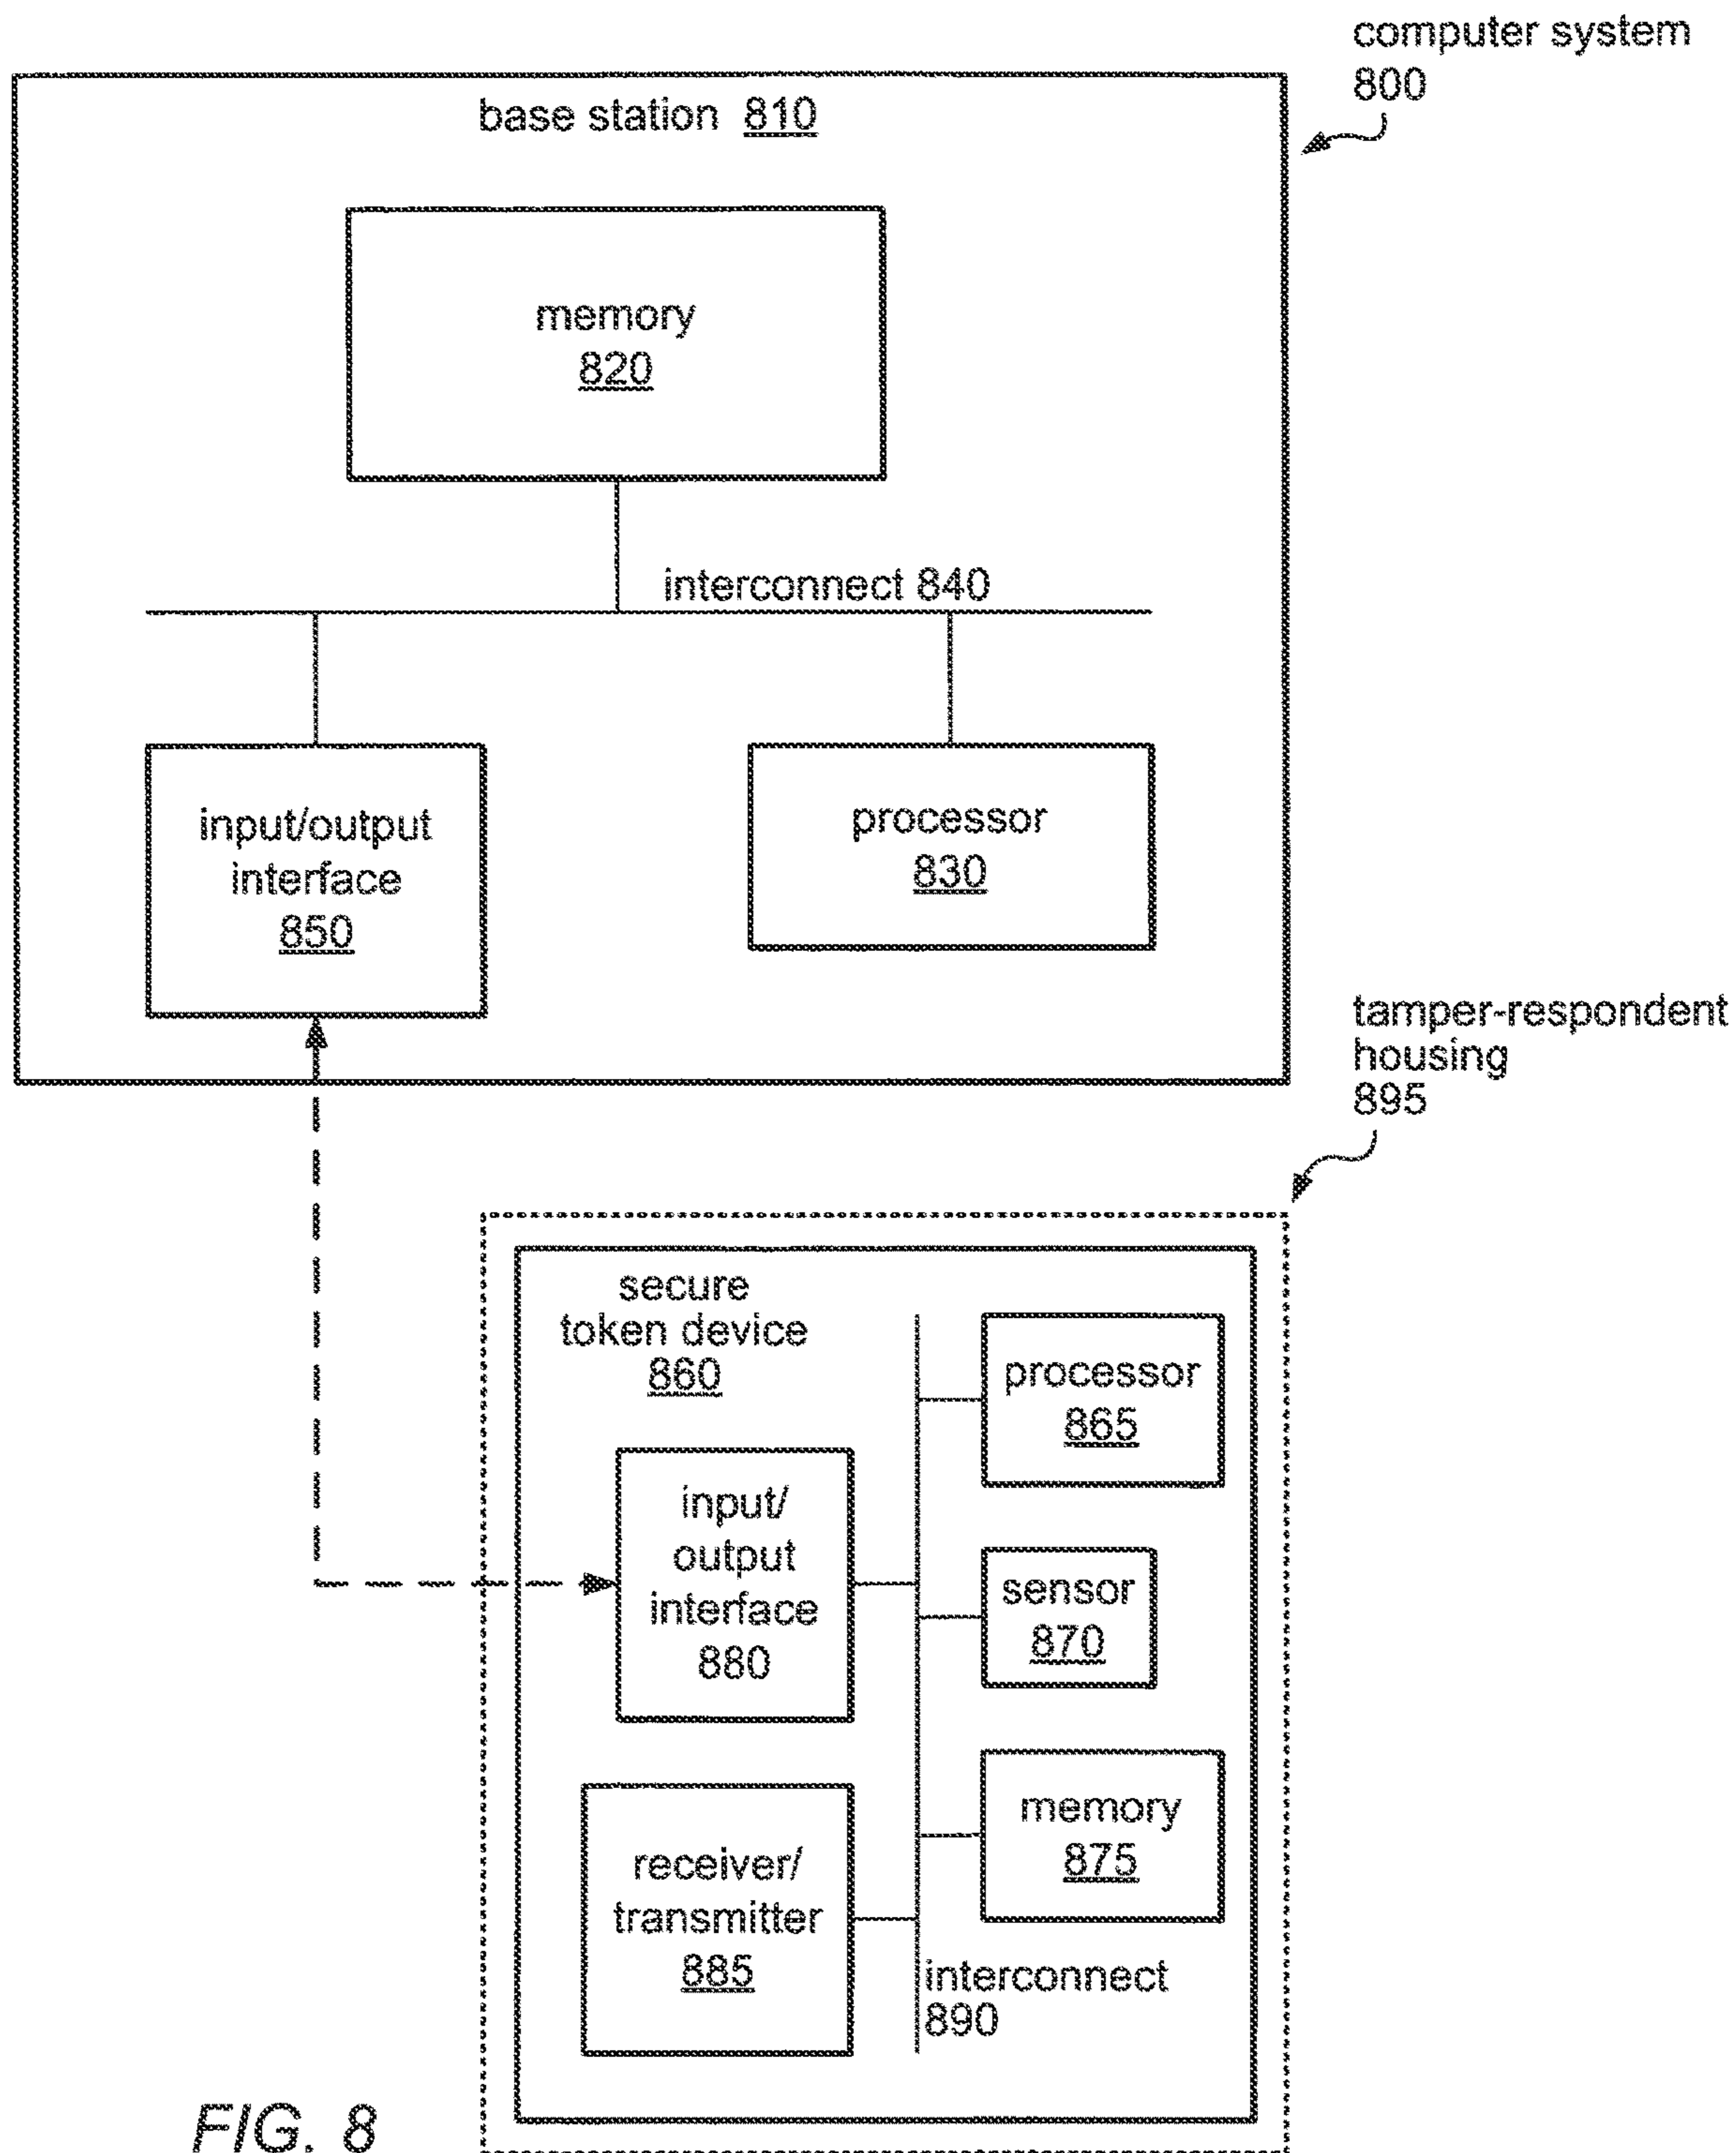 computer system
800
base station 810
memory
820
interconnect 840
input/output
interface
850
processor
830
tamper-respondent
housing
895
secure
token device
860
processor
865
input/
output
interface
880
sensor
870
memory
875
receiver/
transmitter
885
interconnect
890
FIG. 8